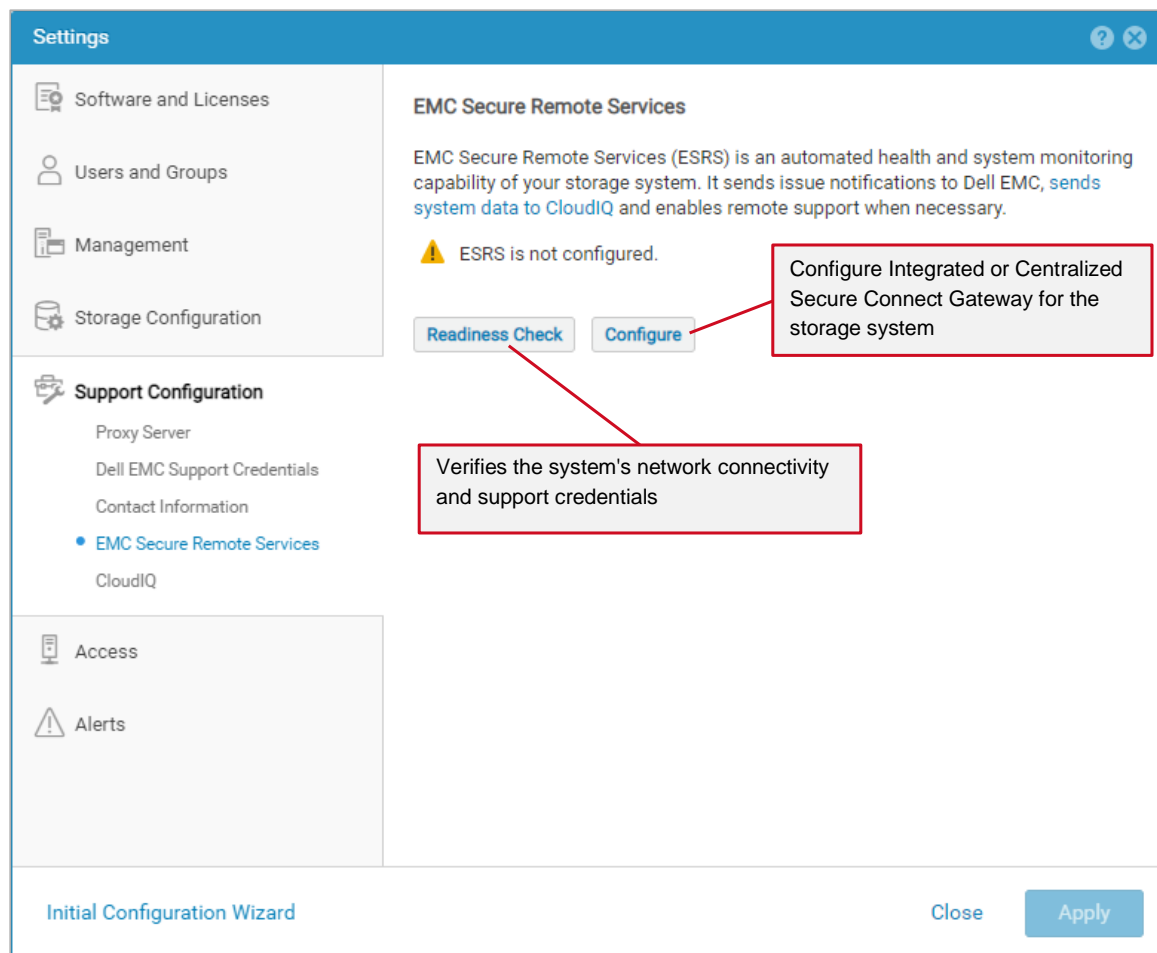 Settings
Software and Licenses
Users and Groups
Management
Storage Configuration
Support Configuration
Proxy Server
Dell EMC Support Credentials
Contact Information
EMC Secure Remote Services
CloudIQ
Access
Alerts
EMC Secure Remote Services
EMC Secure Remote Services (ESRS) is an automated health and system monitoring
capability of your storage system. It sends issue notifications to Dell EMC, sends
system data to CloudIQ and enables remote support when necessary.
ESRS is not configured.
Readiness Check
Configure
Configure Integrated or Centralized
Secure Connect Gateway for the
storage system
Verifies the system's network connectivity
and support credentials
Initial Configuration Wizard
Close
Apply